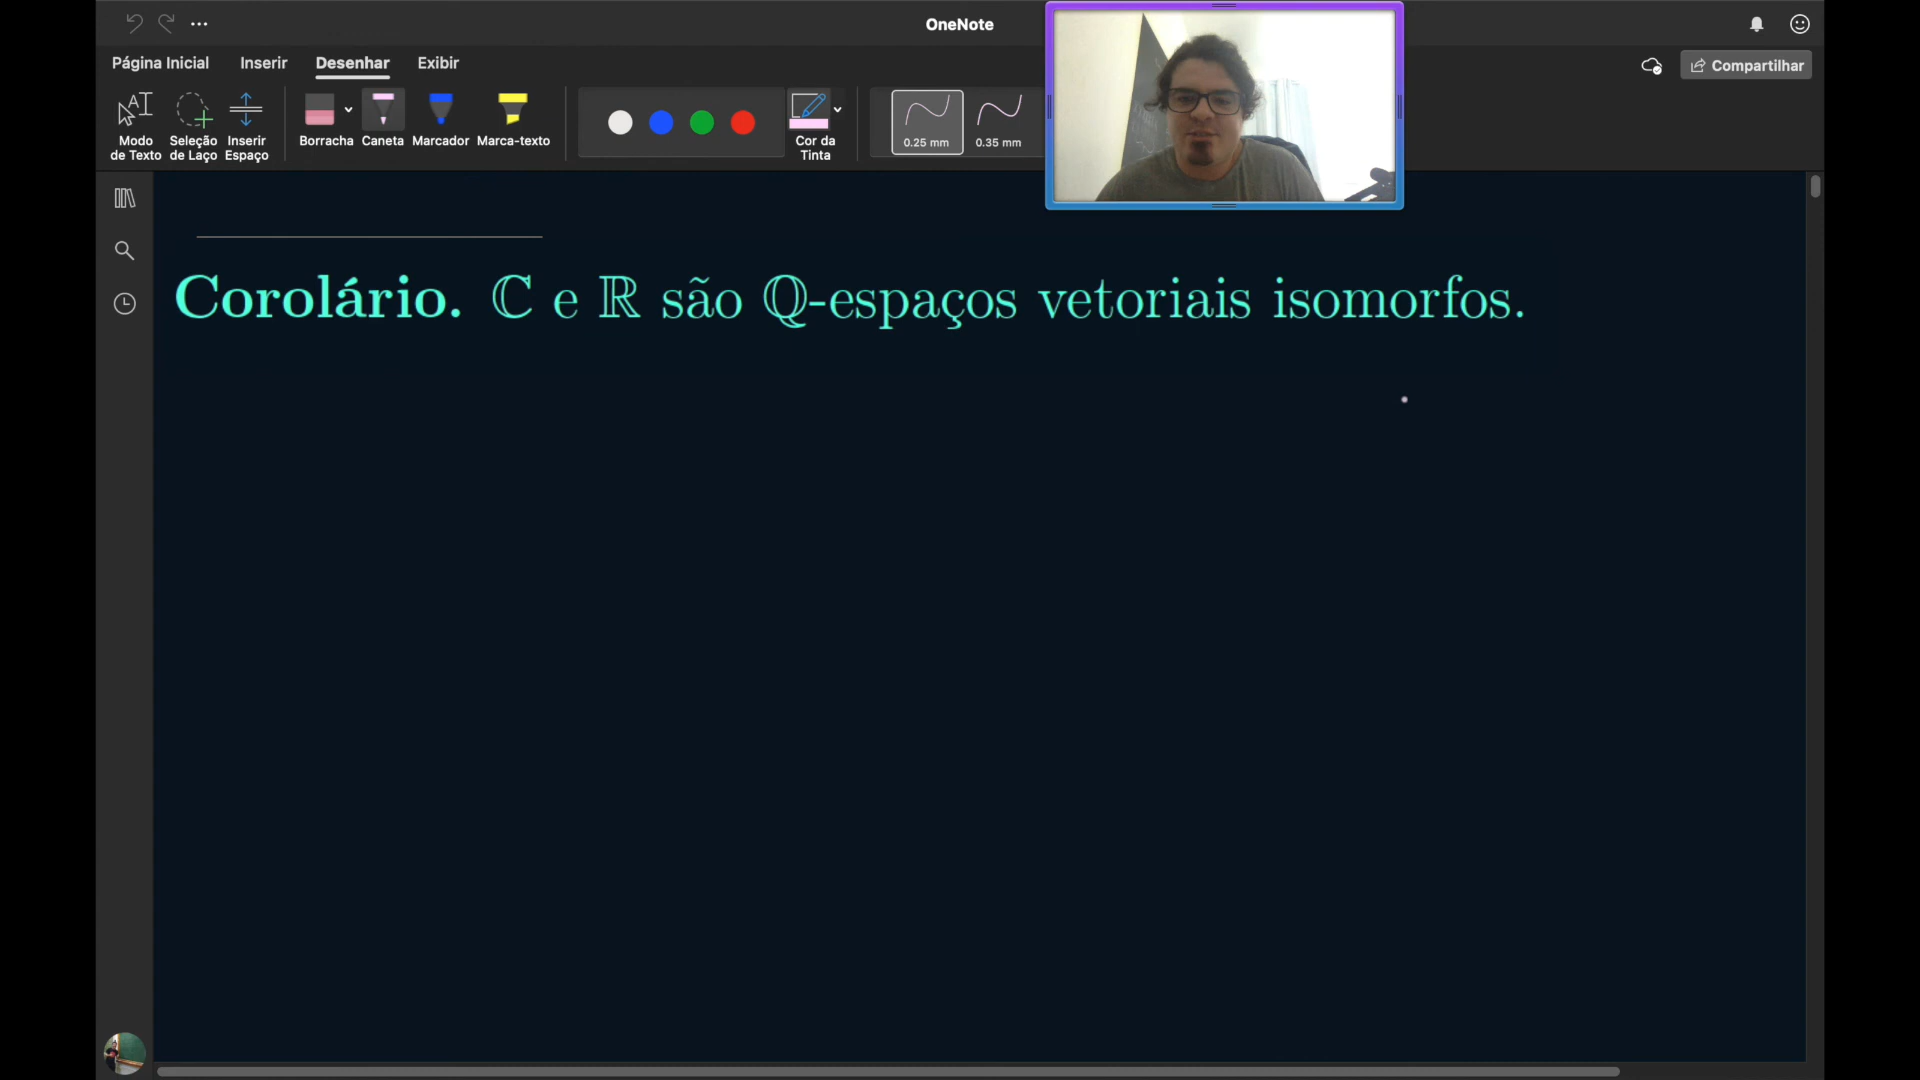 OneNote
Página Inicial Inserir Desenhar Exibir
Compartilhar
Modo de Texto
Seleção de Laço
Inserir Espaço
Borracha
Caneta
Marcador
Marca-texto
Cor da Tinta
0.25 mm
0.35 mm
Corolário. ℂ e ℝ são ℚ-espaços vetoriais isomorfos.